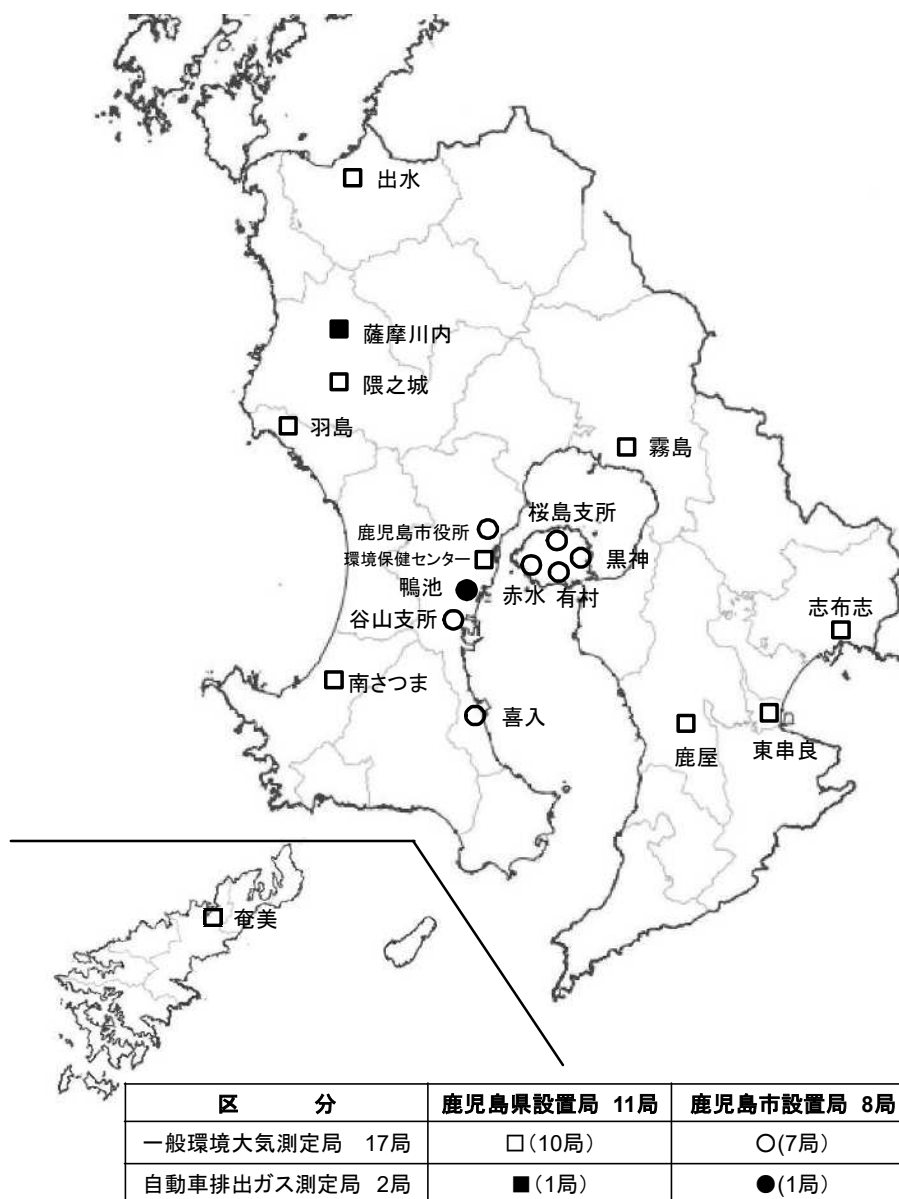 出水
薩摩川内
隈之城
羽島
霧島
桜島支所
鹿児島市役所
環境保健センター
黒神
鴨池
赤水 有村
谷山支所
志布志
南さつま
喜入
鹿屋
東串良
奄美
区　　分 鹿児島県設置局 11局 鹿児島市設置局 8局
一般環境大気測定局 17局 □(10局) ○(7局)
自動車排出ガス測定局 2局 ■(1局) ●(1局)